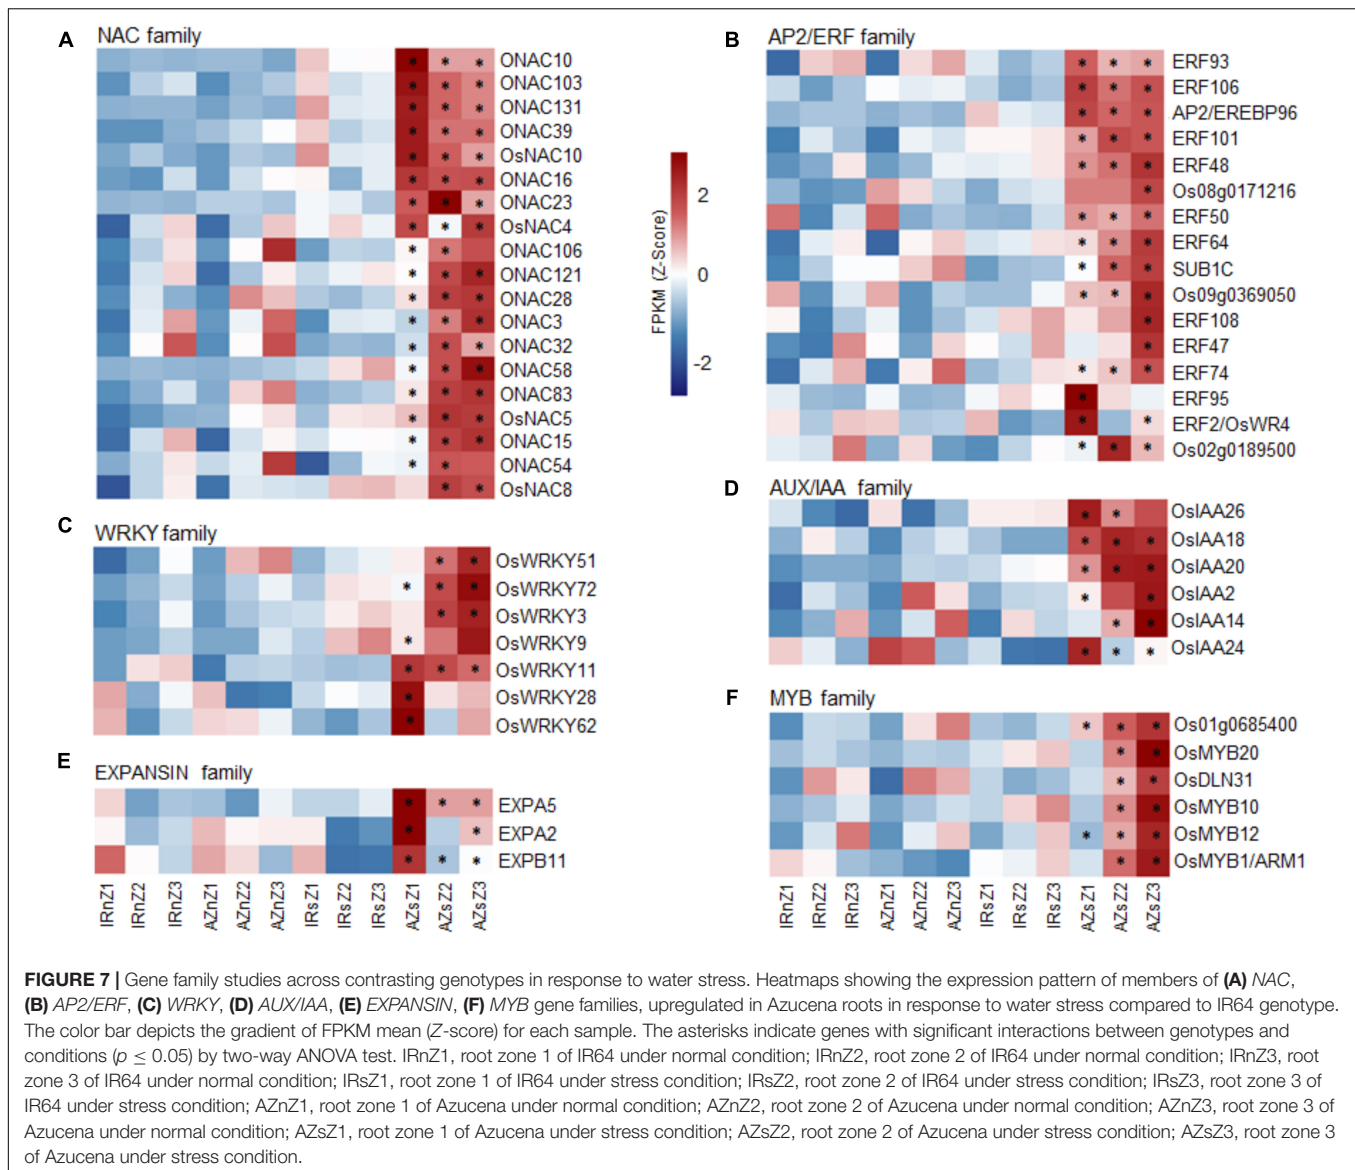 A
NAC family
ONAC10
ONAC103
ONAC131
ONAC39
OsNAC10
ONAC16
ONAC23
OsNAC4
ONAC106
ONAC121
ONAC28
ONAC3
ONAC32
ONAC58
ONAC83
OsNAC5
ONAC15
ONAC54
OsNAC8
2
0
-2
FPKM (Z-Score)
B
AP2/ERF family
ERF93
ERF106
AP2/EREBP96
ERF101
ERF48
Os08g0171216
ERF50
ERF64
SUB1C
Os09g0369050
ERF108
ERF47
ERF74
ERF95
ERF2/OsWR4
Os02g0189500
C
WRKY family
OsWRKY51
OsWRKY72
OsWRKY3
OsWRKY9
OsWRKY11
OsWRKY28
OsWRKY62
D
AUX/IAA family
OsIAA26
OsIAA18
OsIAA20
OsIAA2
OsIAA14
OsIAA24
E
EXPANSIN family
EXPA5
EXPA2
EXPB11
IRnZ1
IRnZ2
IRnZ3
AZnZ1
AZnZ2
AZnZ3
IRsZ1
IRsZ2
IRsZ3
AZsZ1
AZsZ2
AZsZ3
F
MYB family
Os01g0685400
OsMYB20
OsDLN31
OsMYB10
OsMYB12
OsMYB1/ARM1
IRnZ1
IRnZ2
IRnZ3
AZnZ1
AZnZ2
AZnZ3
IRsZ1
IRsZ2
IRsZ3
AZsZ1
AZsZ2
AZsZ3
FIGURE 7 | Gene family studies across contrasting genotypes in response to water stress. Heatmaps showing the expression pattern of members of (A) NAC,
(B) AP2/ERF, (C) WRKY, (D) AUX/IAA, (E) EXPANSIN, (F) MYB gene families, upregulated in Azucena roots in response to water stress compared to IR64 genotype.
The color bar depicts the gradient of FPKM mean (Z-score) for each sample. The asterisks indicate genes with significant interactions between genotypes and
conditions (p ≤ 0.05) by two-way ANOVA test. IRnZ1, root zone 1 of IR64 under normal condition; IRnZ2, root zone 2 of IR64 under normal condition; IRnZ3, root
zone 3 of IR64 under normal condition; IRsZ1, root zone 1 of IR64 under stress condition; IRsZ2, root zone 2 of IR64 under stress condition; IRsZ3, root zone 3 of
IR64 under stress condition; AZnZ1, root zone 1 of Azucena under normal condition; AZnZ2, root zone 2 of Azucena under normal condition; AZnZ3, root zone 3 of
Azucena under normal condition; AZsZ1, root zone 1 of Azucena under stress condition; AZsZ2, root zone 2 of Azucena under stress condition; AZsZ3, root zone 3
of Azucena under stress condition.